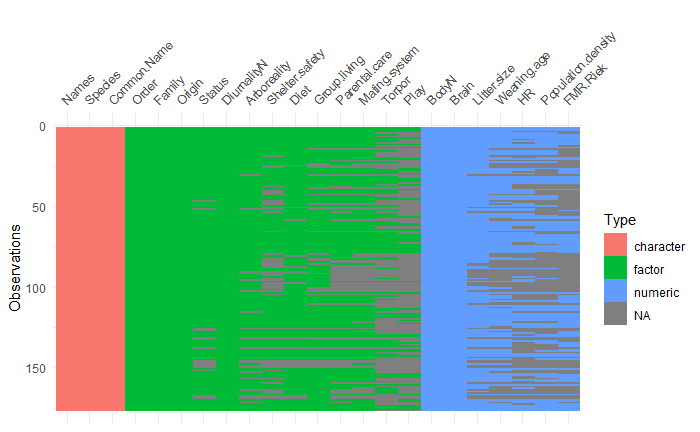 Names
Species
Common.Name
Order
Family
Origin
Status
DiurnalityN
Arboreality
Shelter.safety
Diet
Group.living
Parental.care
Mating.system
Torpor
Play
BodyN
Brain
Litter.size
Weaning.age
HR
Population.density
FMR.Riek
0
50
100
150
Observations
Type
character
factor
numeric
NA